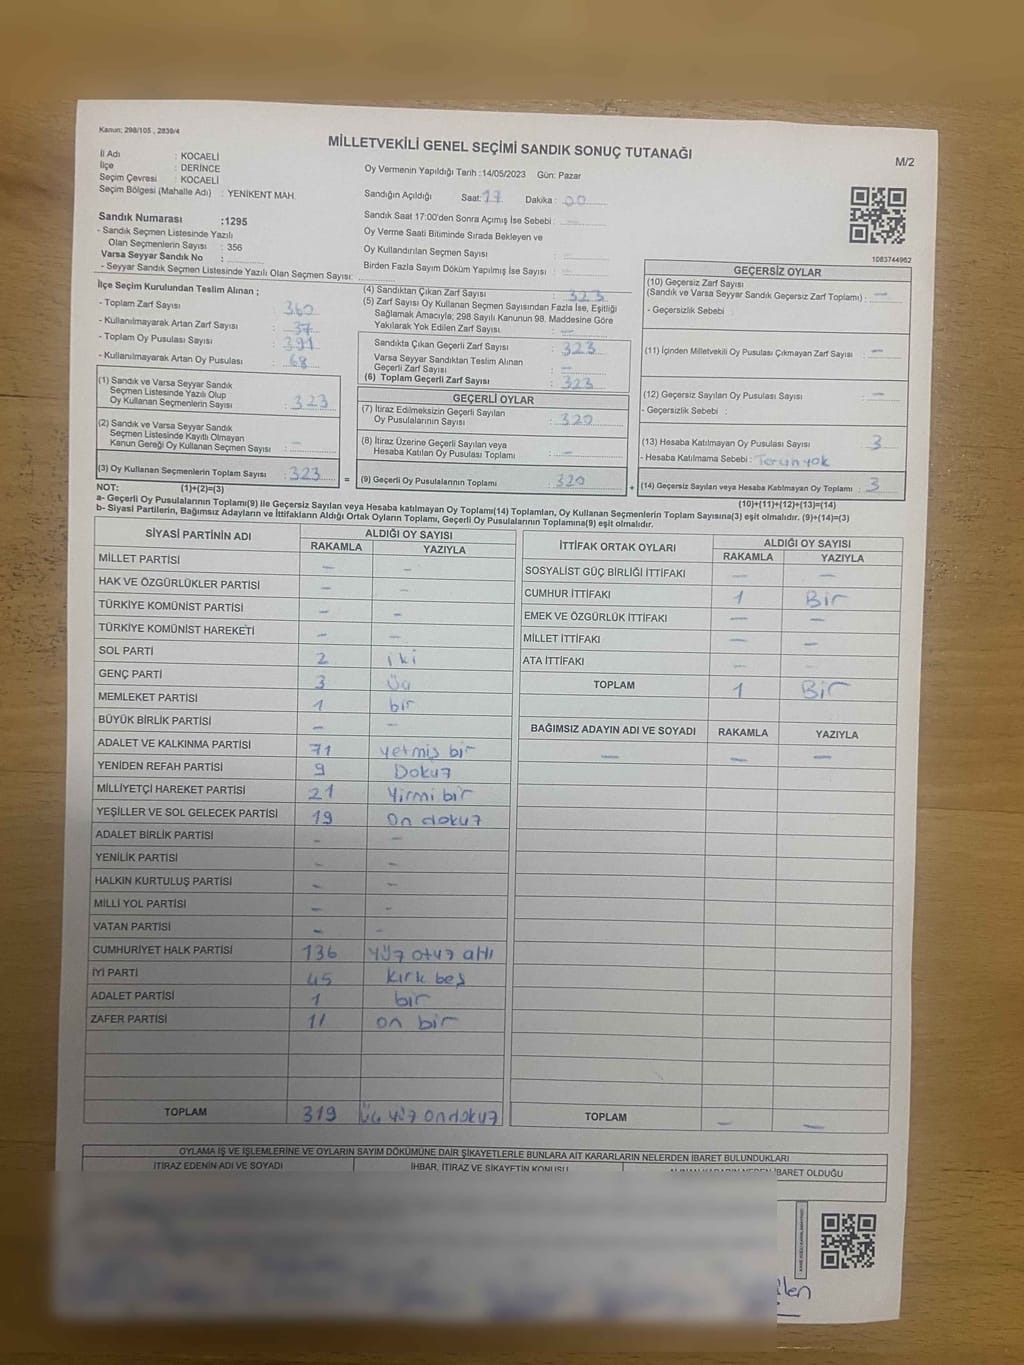 Kanun; 298/105 , 2839/4
MİLLETVEKİLİ GENEL SEÇİMİ SANDIK SONUÇ TUTANAĞI
M/2
İl Adı : KOCAELİ
İlçe : DERİNCE
Seçim Çevresi : KOCAELİ
Seçim Bölgesi (Mahalle Adı) : YENİKENT MAH.
Oy Vermenin Yapıldığı Tarih :14/05/2023 Gün: Pazar
Sandığın Açıldığı Saat: 17 Dakika : 00
Sandık Saat 17:00'den Sonra Açımış İse Sebebi : —
Oy Verme Saati Bitiminde Sırada Bekleyen ve
Oy Kullandırılan Seçmen Sayısı : —
Birden Fazla Sayım Döküm Yapılmış İse Sayısı : —
Sandık Numarası :1295
- Sandık Seçmen Listesinde Yazılı
Olan Seçmenlerin Sayısı : 356
Varsa Seyyar Sandık No :
- Seyyar Sandık Seçmen Listesinde Yazılı Olan Seçmen Sayısı:
1083744962
İlçe Seçim Kurulundan Teslim Alınan ;
- Toplam Zarf Sayısı : 360
- Kullanılmayarak Artan Zarf Sayısı : 37
- Toplam Oy Pusulası Sayısı : 391
- Kullanılmayarak Artan Oy Pusulası : 68
(1) Sandık ve Varsa Seyyar Sandık
Seçmen Listesinde Yazılı Olup
Oy Kullanan Seçmenlerin Sayısı : 323
(2) Sandık ve Varsa Seyyar Sandık
Seçmen Listesinde Kayıtlı Olmayan
Kanun Gereği Oy Kullanan Seçmen Sayısı : —
(3) Oy Kullanan Seçmenlerin Toplam Sayısı : 323
=
(4) Sandıktan Çıkan Zarf Sayısı : 323
(5) Zarf Sayısı Oy Kullanan Seçmen Sayısından Fazla İse, Eşitliği
Sağlamak Amacıyla; 298 Sayılı Kanunun 98. Maddesine Göre
Yakılarak Yok Edilen Zarf Sayısı : —
Sandıkta Çıkan Geçerli Zarf Sayısı : 323
Varsa Seyyar Sandıktan Teslim Alınan
Geçerli Zarf Sayısı : —
(6) Toplam Geçerli Zarf Sayısı : 323
GEÇERLİ OYLAR
(7) İtiraz Edilmeksizin Geçerli Sayılan
Oy Pusulalarının Sayısı : 320
(8) İtiraz Üzerine Geçerli Sayılan veya
Hesaba Katılan Oy Pusulası Toplamı : —
(9) Geçerli Oy Pusulalarının Toplamı : 320
+
GEÇERSİZ OYLAR
(10) Geçersiz Zarf Sayısı
(Sandık ve Varsa Seyyar Sandık Geçersiz Zarf Toplamı) : —
- Geçersizlik Sebebi :
(11) İçinden Milletvekili Oy Pusulası Çıkmayan Zarf Sayısı : —
(12) Geçersiz Sayılan Oy Pusulası Sayısı : —
- Geçersizlik Sebebi :
(13) Hesaba Katılmayan Oy Pusulası Sayısı : 3
- Hesaba Katılmama Sebebi :
(14) Geçersiz Sayılan veya Hesaba Katılmayan Oy Toplamı : 3
NOT: (1)+(2)=(3)
(10)+(11)+(12)+(13)=(14)
a- Geçerli Oy Pusulalarının Toplamı(9) ile Geçersiz Sayılan veya Hesaba katılmayan Oy Toplamı(14) Toplamları, Oy Kullanan Seçmenlerin Toplam Sayısına(3) eşit olmalıdır. (9)+(14)=(3)
b- Siyasi Partilerin, Bağımsız Adayların ve İttifakların Aldığı Ortak Oyların Toplamı, Geçerli Oy Pusulalarının Toplamına(9) eşit olmalıdır.
SİYASİ PARTİNİN ADI
ALDIĞI OY SAYISI
RAKAMLA YAZIYLA
MİLLET PARTİSİ — —
HAK VE ÖZGÜRLÜKLER PARTİSİ — —
TÜRKİYE KOMÜNİST PARTİSİ — —
TÜRKİYE KOMÜNİST HAREKETİ — —
SOL PARTİ 2 iki
GENÇ PARTİ 3 Üç
MEMLEKET PARTİSİ 1 bir
BÜYÜK BİRLİK PARTİSİ — —
ADALET VE KALKINMA PARTİSİ 71 yetmiş bir
YENİDEN REFAH PARTİSİ 9 Dokuz
MİLLİYETÇİ HAREKET PARTİSİ 21 Yirmi bir
YEŞİLLER VE SOL GELECEK PARTİSİ 19 On dokuz
ADALET BİRLİK PARTİSİ — —
YENİLİK PARTİSİ — —
HALKIN KURTULUŞ PARTİSİ — —
MİLLİ YOL PARTİSİ — —
VATAN PARTİSİ — —
CUMHURİYET HALK PARTİSİ 136 yüz otuz altı
İYİ PARTİ 45 kırk beş
ADALET PARTİSİ 1 bir
ZAFER PARTİSİ 11 on bir
TOPLAM 319 Üç yüz ondokuz
İTTİFAK ORTAK OYLARI
ALDIĞI OY SAYISI
RAKAMLA YAZIYLA
SOSYALİST GÜÇ BİRLİĞİ İTTİFAKI — —
CUMHUR İTTİFAKI 1 Bir
EMEK VE ÖZGÜRLÜK İTTİFAKI — —
MİLLET İTTİFAKI — —
ATA İTTİFAKI — —
TOPLAM 1 Bir
BAĞIMSIZ ADAYIN ADI VE SOYADI RAKAMLA YAZIYLA
— — —
TOPLAM — —
OYLAMA İŞ VE İŞLEMLERİNE VE OYLARIN SAYIM DÖKÜMÜNE DAİR ŞİKAYETLERLE BUNLARA AİT KARARLARIN NELERDEN İBARET BULUNDUKLARI
İTİRAZ EDENİN ADI VE SOYADI İHBAR, İTİRAZ VE ŞİKAYETİN KONUSU İBARET OLDUĞU